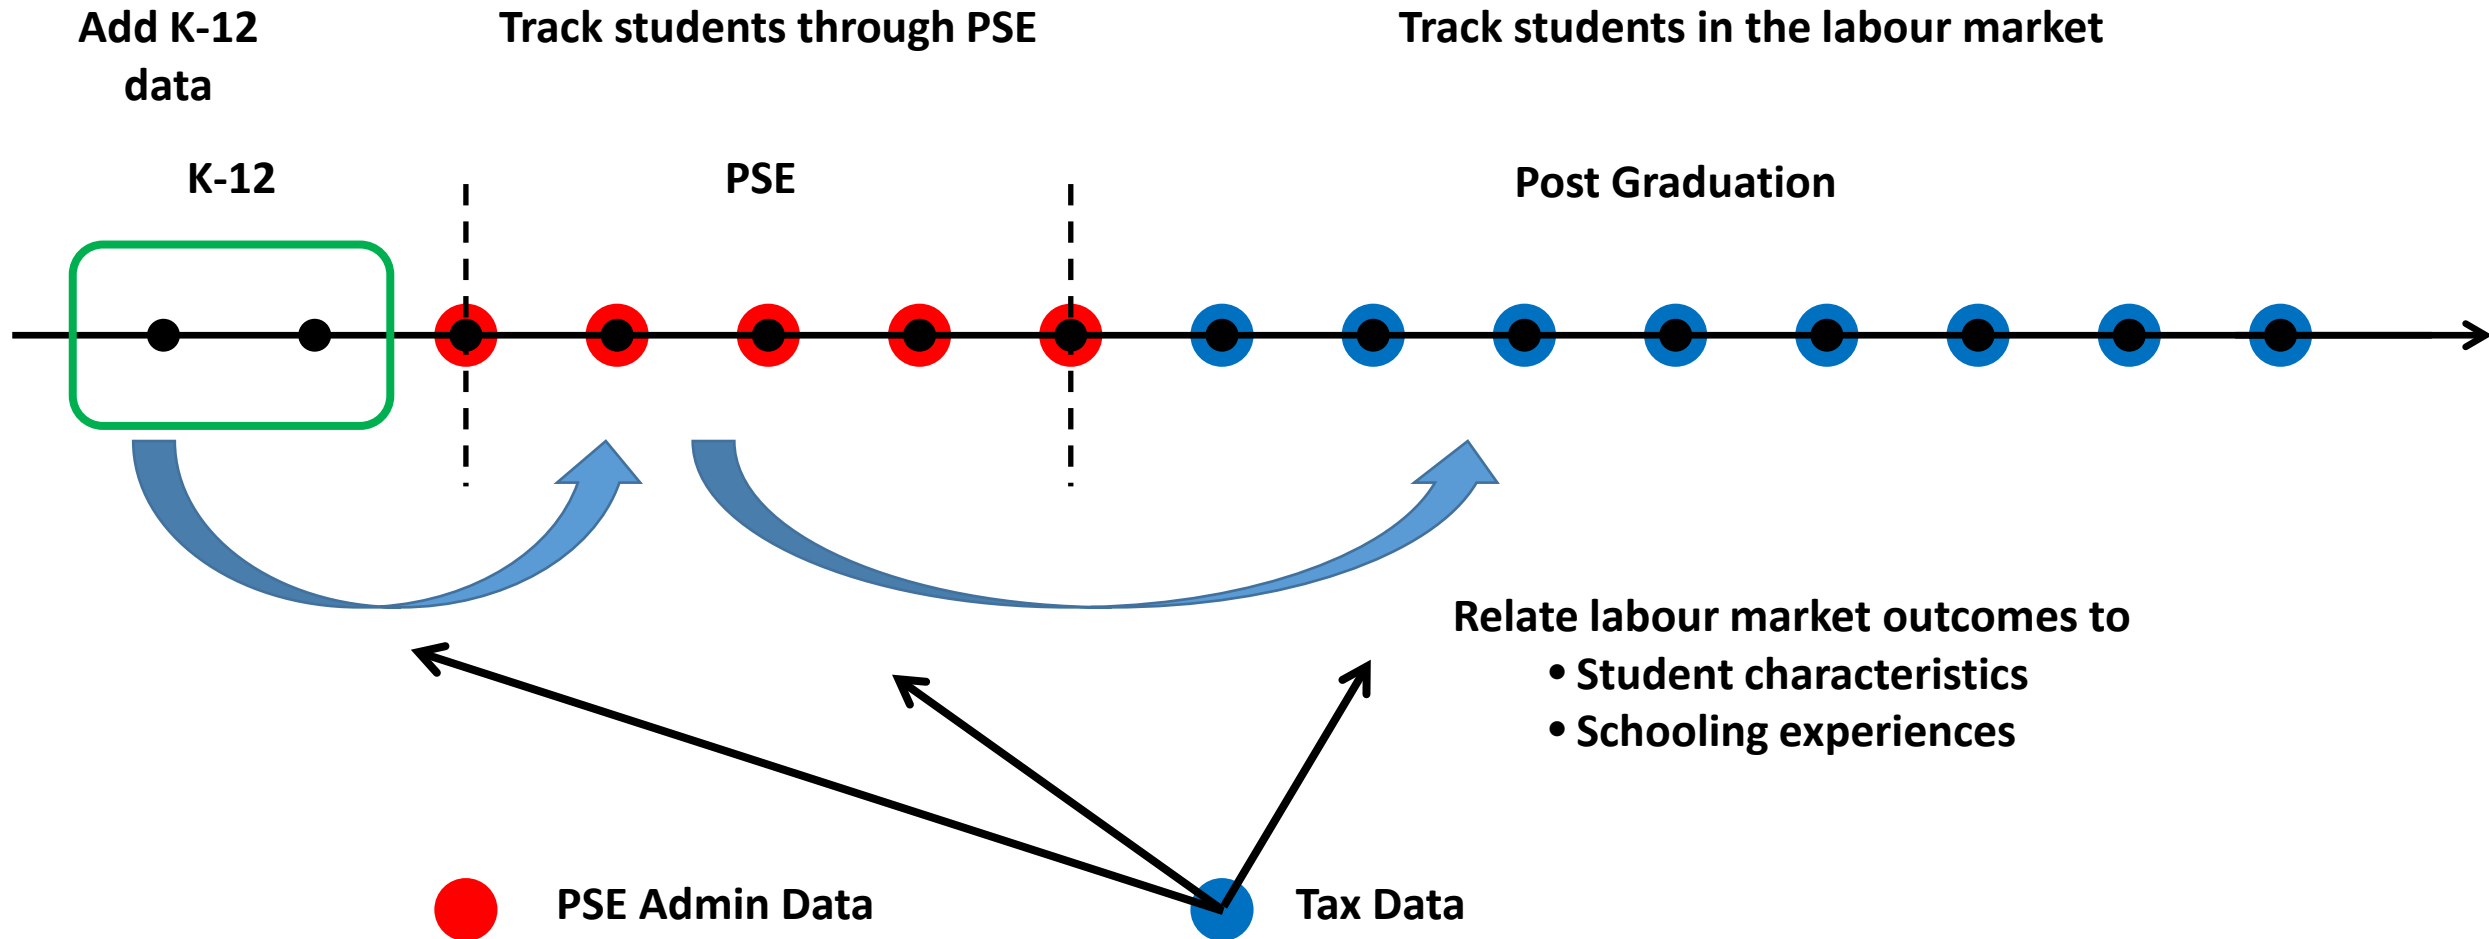 Add K-12
data
Track students through PSE
Track students in the labour market
K-12
PSE
Post Graduation
Relate labour market outcomes to
• Student characteristics
• Schooling experiences
PSE Admin Data
Tax Data